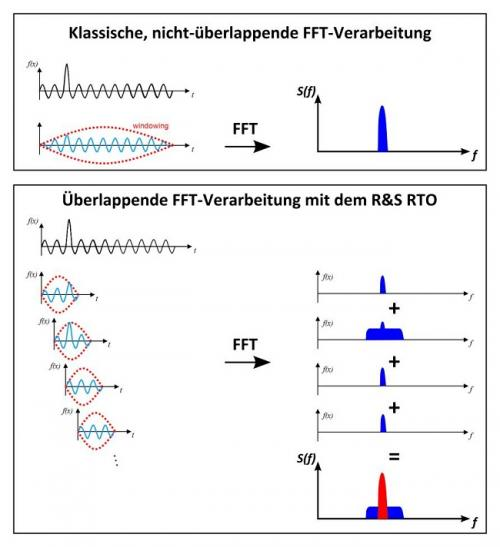 Klassische, nicht-überlappende FFT-Verarbeitung
f(x)
t
S(f)
f(x)
windowing
t
FFT
f
Überlappende FFT-Verarbeitung mit dem R&S RTO
f(x)
t
f(x)
t
f(x)
f
+
f(x)
t
f(x)
f
FFT
+
f(x)
t
f(x)
f
+
f(x)
t
f(x)
f
S(f)
=
f